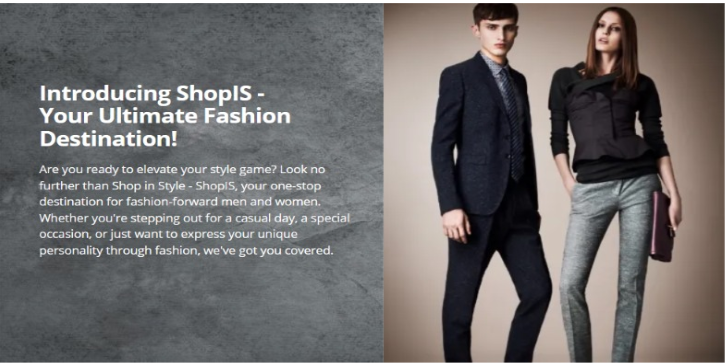 Introducing ShopIS -
Your Ultimate Fashion
Destination!
Are you ready to elevate your style game? Look no
further than Shop in Style - ShopIS, your one-stop
destination for fashion-forward men and women.
Whether you're stepping out for a casual day, a special
occasion, or just want to express your unique
personality through fashion, we've got you covered.